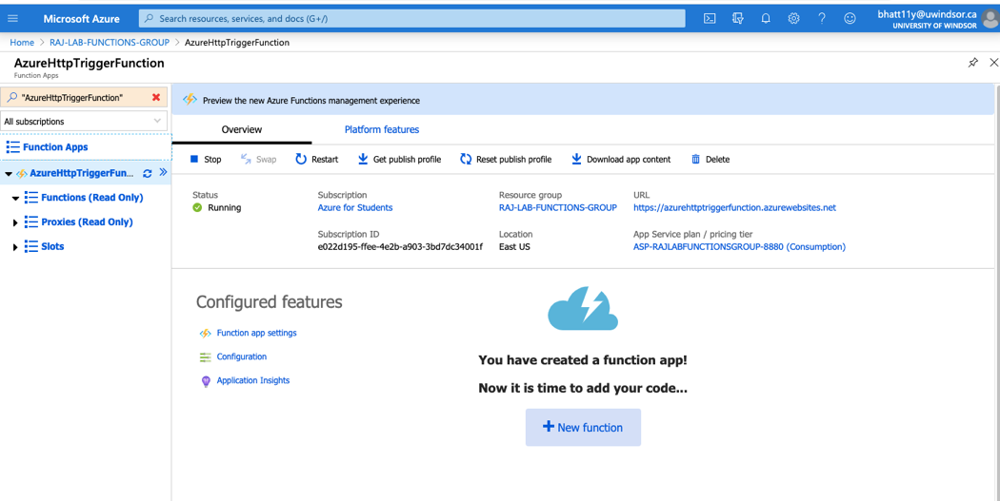 Microsoft Azure
Search resources, services, and docs (G+/)
bhatt11y@uwindsor.ca
UNIVERSITY OF WINDSOR
Home > RAJ-LAB-FUNCTIONS-GROUP > AzureHttpTriggerFunction
AzureHttpTriggerFunction
Function Apps
"AzureHttpTriggerFunction"
All subscriptions
Function Apps
AzureHttpTriggerFun...
Functions (Read Only)
Proxies (Read Only)
Slots
Preview the new Azure Functions management experience
Overview Platform features
Stop Swap Restart Get publish profile Reset publish profile Download app content Delete
Status Subscription Resource group URL
Running Azure for Students RAJ-LAB-FUNCTIONS-GROUP https://azurehttptriggerfunction.azurewebsites.net
Subscription ID Location App Service plan / pricing tier
e022d195-ffee-4e2b-a903-3bd7dc34001f East US ASP-RAJLABFUNCTIONSGROUP-8880 (Consumption)
Configured features
Function app settings
Configuration
Application Insights
You have created a function app!
Now it is time to add your code...
+ New function